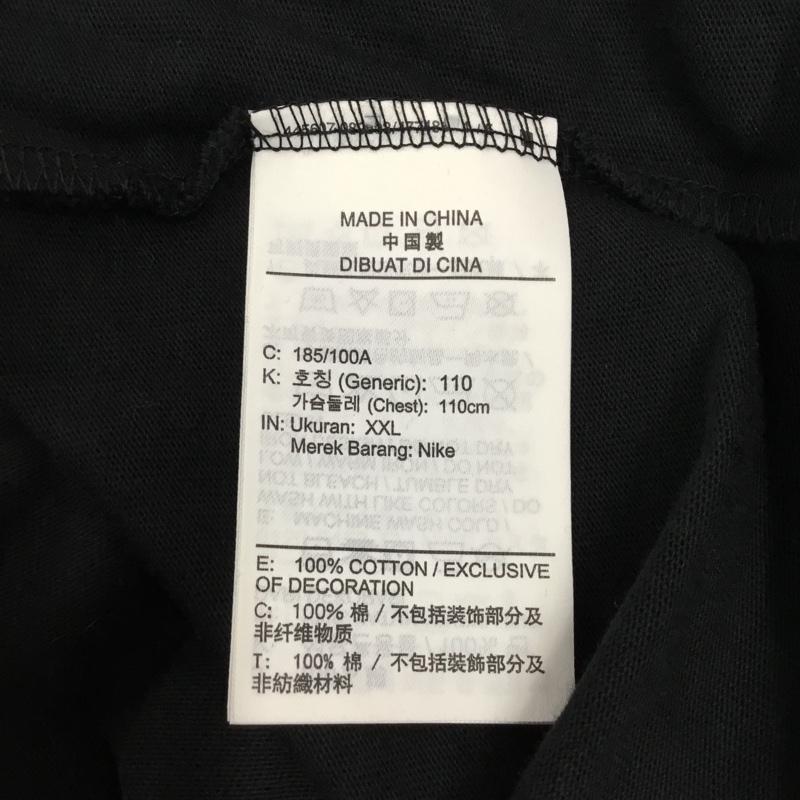 MADE IN CHINA
中国製
DIBUAT DI CINA
C: 185/100A
K: 호칭 (Generic): 110
가슴둘레 (Chest): 110cm
IN: Ukuran: XXL
Merek Barang: Nike
E: 100% COTTON / EXCLUSIVE
OF DECORATION
C: 100% 棉 / 不包括装饰部分及
非纤维物质
T: 100% 棉 / 不包括裝飾部分及
非紡織材料